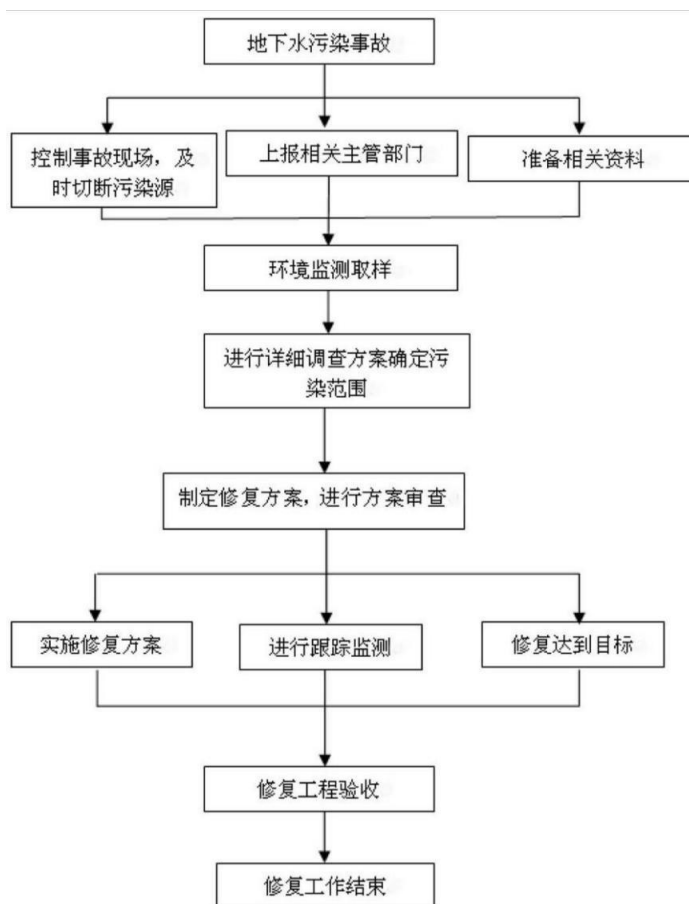 地下水污染事故
控制事故现场，及
时切断污染源
上报相关主管部门
准备相关资料
环境监测取样
进行详细调查方案确定污
染范围
制定修复方案，进行方案审查
实施修复方案
进行跟踪监测
修复达到目标
修复工程验收
修复工作结束